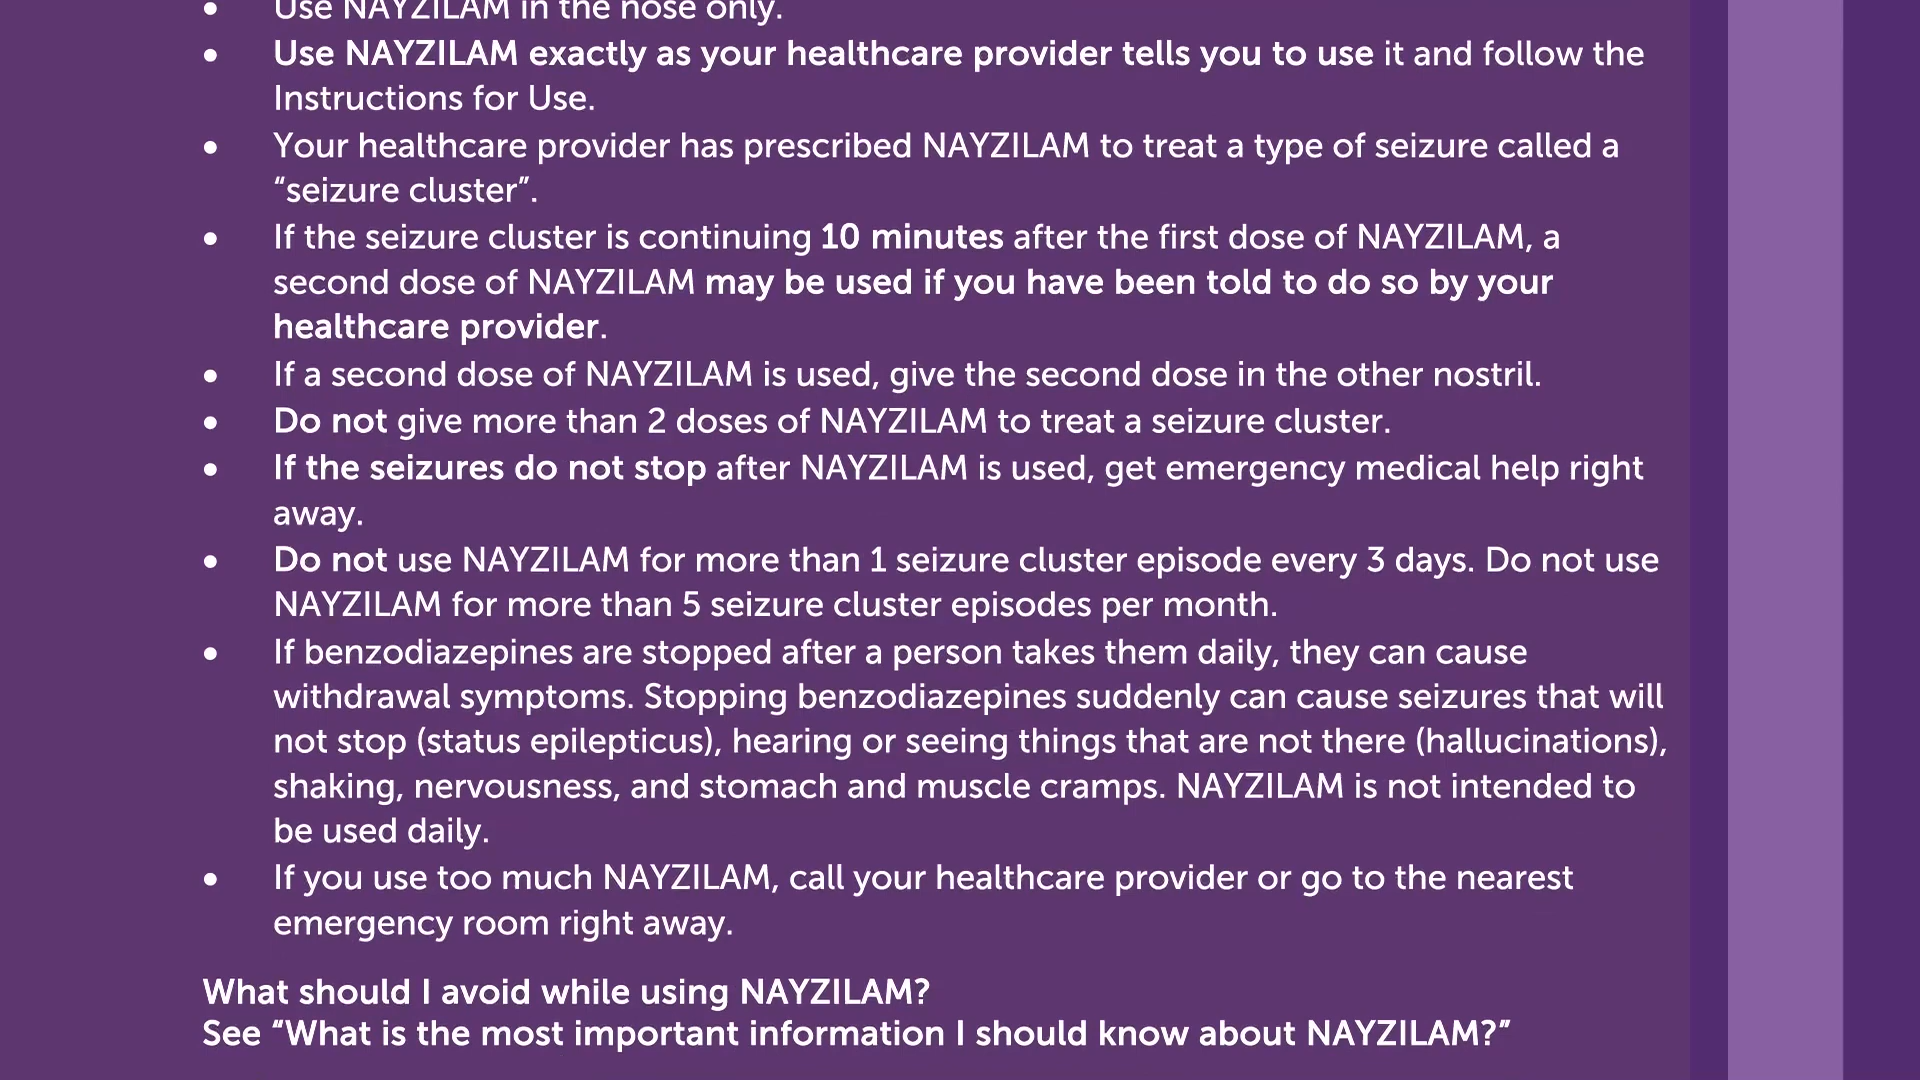 • Use NAYZILAM in the nose only.
• Use NAYZILAM exactly as your healthcare provider tells you to use it and follow the
Instructions for Use.
• Your healthcare provider has prescribed NAYZILAM to treat a type of seizure called a
“seizure cluster”.
• If the seizure cluster is continuing 10 minutes after the first dose of NAYZILAM, a
second dose of NAYZILAM may be used if you have been told to do so by your
healthcare provider.
• If a second dose of NAYZILAM is used, give the second dose in the other nostril.
• Do not give more than 2 doses of NAYZILAM to treat a seizure cluster.
• If the seizures do not stop after NAYZILAM is used, get emergency medical help right
away.
• Do not use NAYZILAM for more than 1 seizure cluster episode every 3 days. Do not use
NAYZILAM for more than 5 seizure cluster episodes per month.
• If benzodiazepines are stopped after a person takes them daily, they can cause
withdrawal symptoms. Stopping benzodiazepines suddenly can cause seizures that will
not stop (status epilepticus), hearing or seeing things that are not there (hallucinations),
shaking, nervousness, and stomach and muscle cramps. NAYZILAM is not intended to
be used daily.
• If you use too much NAYZILAM, call your healthcare provider or go to the nearest
emergency room right away.
What should I avoid while using NAYZILAM?
See “What is the most important information I should know about NAYZILAM?”